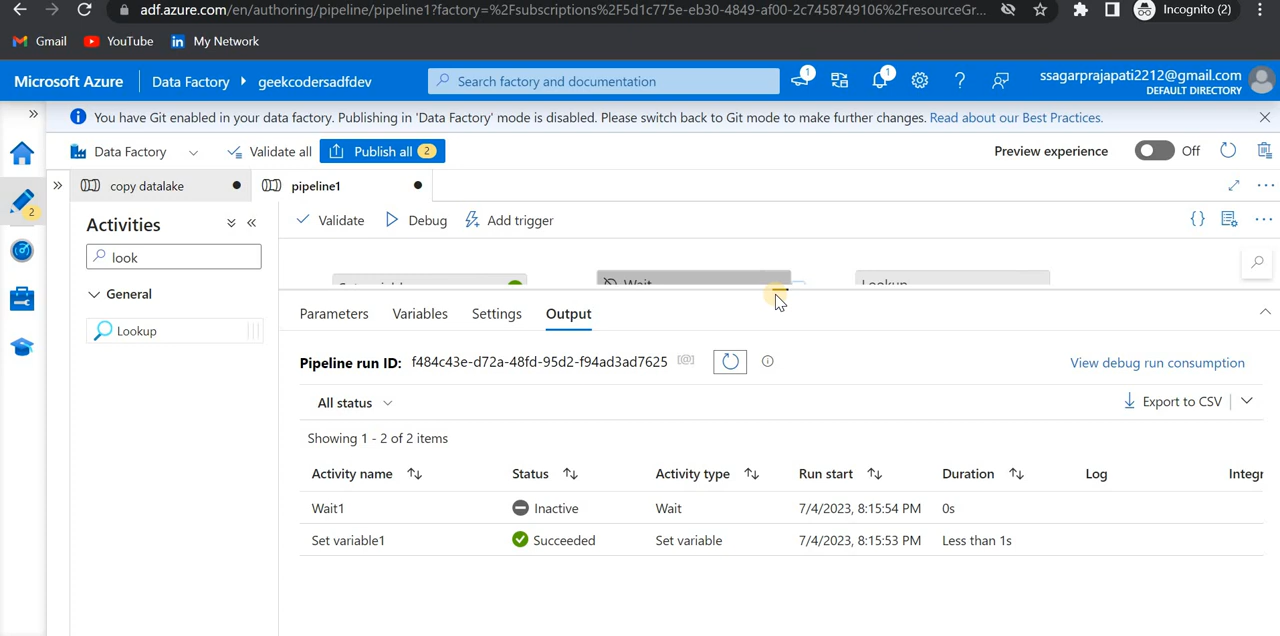 adf.azure.com/en/authoring/pipeline/pipeline1?factory=%2Fsubscriptions%2F5d1c775e-eb30-4849-af00-2c7458749106%2FresourceGr...
Incognito (2)
Gmail YouTube My Network
Microsoft Azure Data Factory geekcodersadfdev Search factory and documentation 1 1 ssagarprajapati2212@gmail.com
DEFAULT DIRECTORY
You have Git enabled in your data factory. Publishing in 'Data Factory' mode is disabled. Please switch back to Git mode to make further changes. Read about our Best Practices.
Data Factory Validate all Publish all 2 Preview experience Off
copy datalake pipeline1
2
Activities Validate Debug Add trigger
look
General
Lookup
Wait Lookup
Parameters Variables Settings Output
Pipeline run ID: f484c43e-d72a-48fd-95d2-f94ad3ad7625 View debug run consumption
All status Export to CSV
Showing 1 - 2 of 2 items
Activity name Status Activity type Run start Duration Log Integr
Wait1 Inactive Wait 7/4/2023, 8:15:54 PM 0s
Set variable1 Succeeded Set variable 7/4/2023, 8:15:53 PM Less than 1s